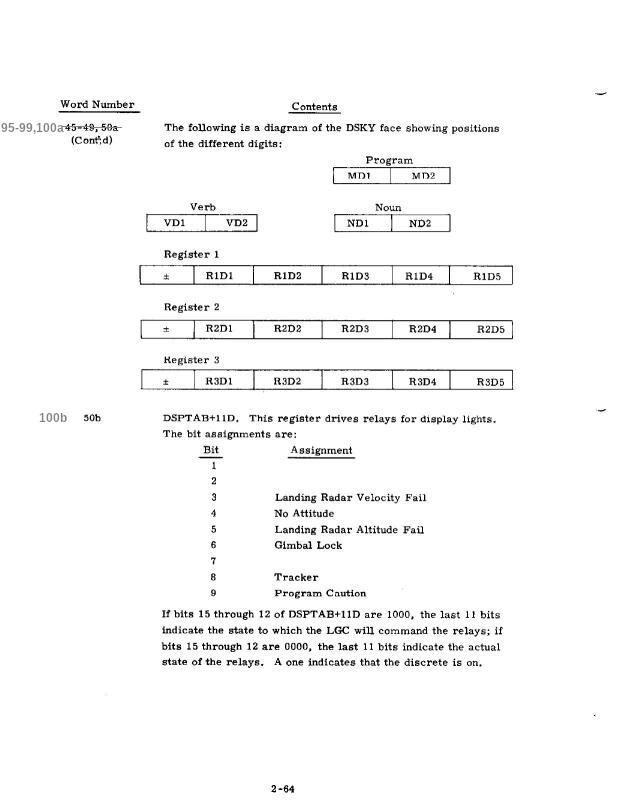 Word Number Contents
95-99,100a 45-49, 50a The following is a diagram of the DSKY face showing positions
(Cont'd) of the different digits:
Program
MD1 MD2
Verb Noun
VD1 VD2 ND1 ND2
Register 1
± R1D1 R1D2 R1D3 R1D4 R1D5
Register 2
± R2D1 R2D2 R2D3 R2D4 R2D5
Register 3
± R3D1 R3D2 R3D3 R3D4 R3D5
100b 50b DSPTAB+11D. This register drives relays for display lights.
The bit assignments are:
Bit Assignment
1
2
3 Landing Radar Velocity Fail
4 No Attitude
5 Landing Radar Altitude Fail
6 Gimbal Lock
7
8 Tracker
9 Program Caution
If bits 15 through 12 of DSPTAB+11D are 1000, the last 11 bits
indicate the state to which the LGC will command the relays; if
bits 15 through 12 are 0000, the last 11 bits indicate the actual
state of the relays. A one indicates that the discrete is on.
2-64